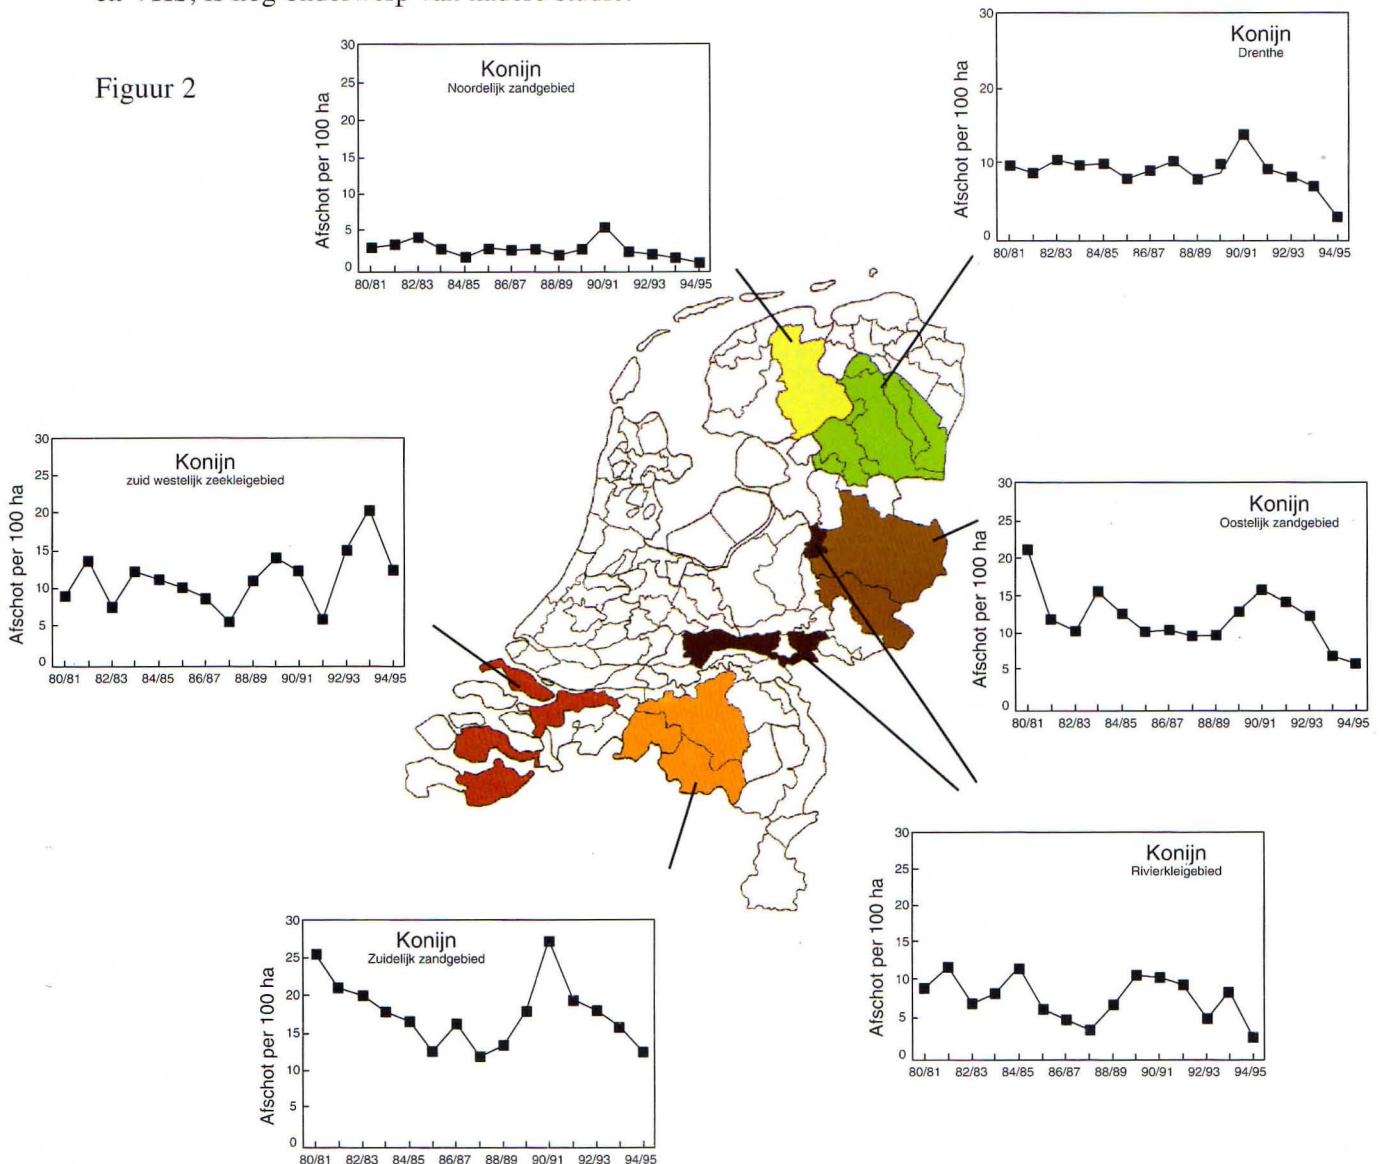 Figuur 2
Konijn
Noordelijk zandgebied
Afschot per 100 ha
30
25
20
15
10
5
0
80/81 82/83 84/85 86/87 88/89 90/91 92/93 94/95
Konijn
Drenthe
Afschot per 100 ha
30
20
10
0
80/81 82/83 84/85 86/87 88/89 90/91 92/93 94/95
Konijn
zuid westelijk zeekleigebied
Afschot per 100 ha
30
25
20
15
10
5
0
80/81 82/83 84/85 86/87 88/89 90/91 92/93 94/95
Konijn
Oostelijk zandgebied
Afschot per 100 ha
30
25
20
15
10
5
0
80/81 82/83 84/85 86/87 88/89 90/91 92/93 94/95
Konijn
Rivierkleigebied
Afschot per 100 ha
30
25
20
15
10
5
0
80/81 82/83 84/85 86/87 88/89 90/91 92/93 94/95
Konijn
Zuidelijk zandgebied
Afschot per 100 ha
30
25
20
15
10
5
0
80/81 82/83 84/85 86/87 88/89 90/91 92/93 94/95